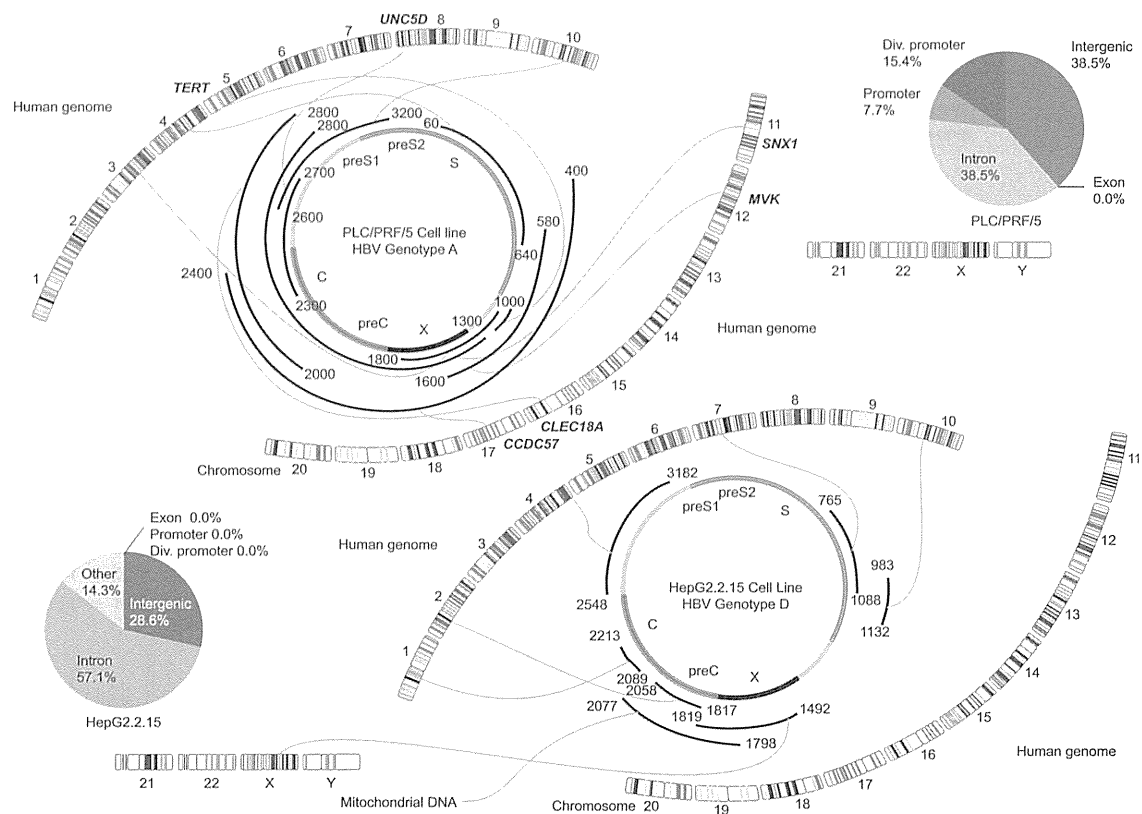 UNC5D
TERT
Human genome
1
2
3
4
5
6
7
8
9
10
2800
2800
3200
60
preS1
preS2
S
2700
400
580
2600
PLC/PRF/5 Cell line
HBV Genotype A
640
2400
C
2300
1000
preC
X
1300
1800
2000
1600
11
SNX1
12
MVK
13
14
Human genome
15
16
CLEC18A
17
CCDC57
18
19
20
Chromosome
Div. promoter
15.4%
Intergenic
38.5%
Promoter
7.7%
Intron
38.5%
Exon
0.0%
PLC/PRF/5
21
22
X
Y
Exon 0.0%
Promoter 0.0%
Div. promoter 0.0%
Other
14.3%
Intergenic
28.6%
Intron
57.1%
HepG2.2.15
21
22
X
Y
Mitochondrial DNA
Human genome
1
2
3
4
5
6
7
8
9
10
3182
preS1
preS2
S
765
983
HepG2.2.15 Cell Line
HBV Genotype D
2548
1088
1132
2213
C
2089
2058
2077
preC
X
1817
1819
1492
1798
11
12
13
14
15
Human genome
16
17
18
19
20
Chromosome